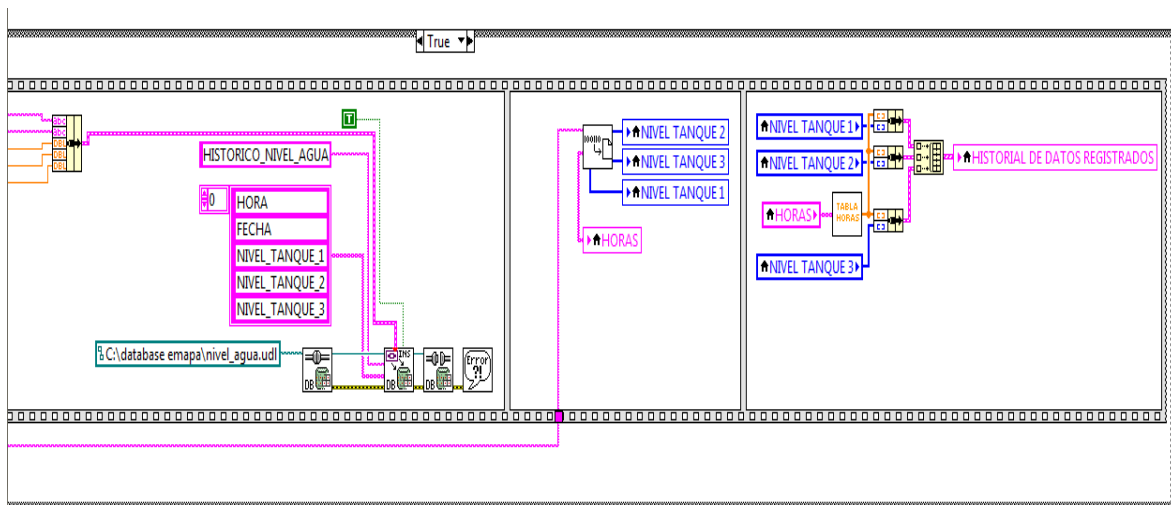 True
abc
abc
DBL
DBL
DBL
T
HISTORICO_NIVEL_AGUA
0
HORA
FECHA
NIVEL_TANQUE_1
NIVEL_TANQUE_2
NIVEL_TANQUE_3
C:\database emapa\nivel_agua.udl
DB
INS
DB
DB
Error
?!
NIVEL TANQUE 2
NIVEL TANQUE 3
NIVEL TANQUE 1
HORAS
NIVEL TANQUE 1
NIVEL TANQUE 2
HORAS
TABLA
HORAS
NIVEL TANQUE 3
HISTORIAL DE DATOS REGISTRADOS